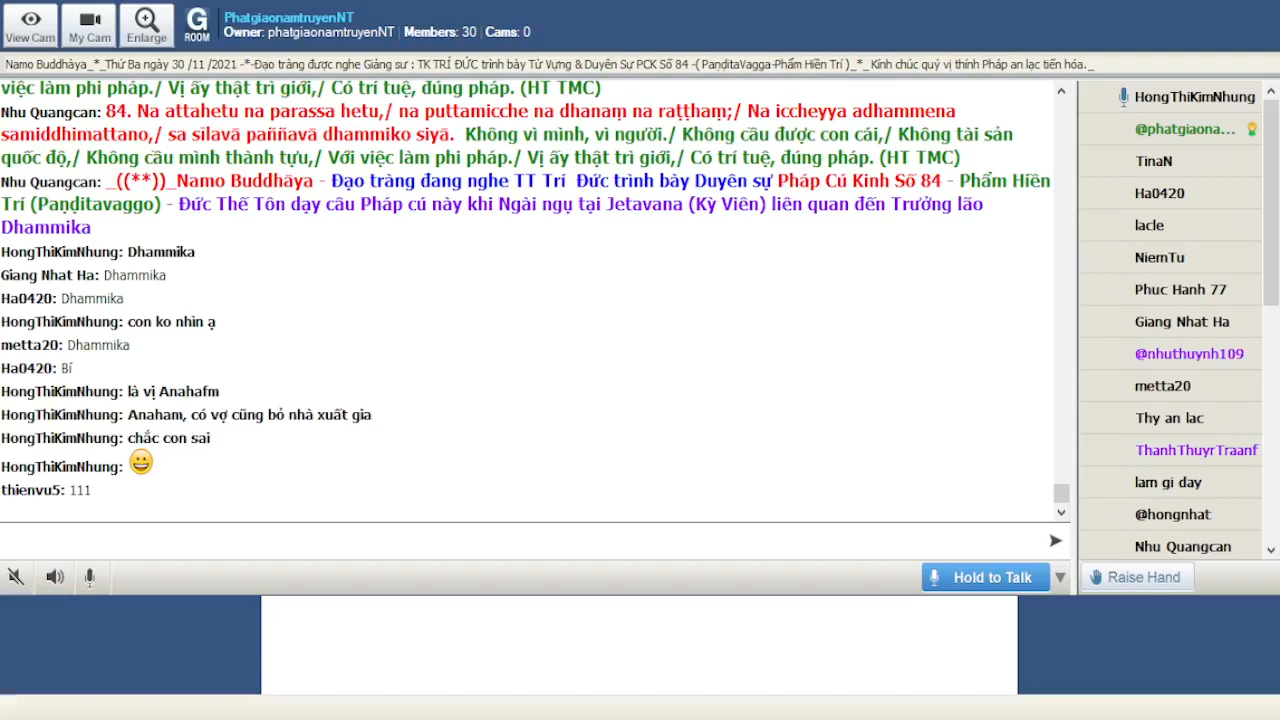 View Cam
My Cam
Enlarge
G
ROOM
PhatgiaonamtruyenNT
Owner: phatgiaonamtruyenNT | Members: 30 | Cams: 0
Namo Buddhàya_*_Thứ Ba ngày 30 /11 /2021 -*-Đạo tràng được nghe Giảng sư : TK TRÍ ĐỨC trình bày Từ Vựng & Duyên Sự PCK Số 84 -( PaṇḍitaVagga-Phẩm Hiền Trí )_*_ Kính chúc quý vị thính Pháp an lạc tiến hóa._
việc làm phi pháp./ Vị ấy thật trì giới,/ Có trí tuệ, đúng pháp. (HT TMC)
Nhu Quangcan: 84. Na attahetu na parassa hetu,/ na puttamicche na dhanaṃ na raṭṭhaṃ;/ Na iccheyya adhammena
samiddhimattano,/ sa sīlavā paññavā dhammiko siyā. Không vì mình, vì người./ Không cầu được con cái,/ Không tài sản
quốc độ,/ Không cầu mình thành tựu,/ Với việc làm phi pháp./ Vị ấy thật trì giới,/ Có trí tuệ, đúng pháp. (HT TMC)
Nhu Quangcan: _((**))_Namo Buddhāya - Đạo tràng đang nghe TT Trí Đức trình bày Duyên sự Pháp Cú Kinh Số 84 - Phẩm Hiền
Trí (Paṇḍitavaggo) - Đức Thế Tôn dạy câu Pháp cú này khi Ngài ngụ tại Jetavana (Kỳ Viên) liên quan đến Trưởng lão
Dhammika
HongThiKimNhung: Dhammika
Giang Nhat Ha: Dhammika
Ha0420: Dhammika
HongThiKimNhung: con ko nhìn ạ
metta20: Dhammika
Ha0420: Bí
HongThiKimNhung: là vị Anahafm
HongThiKimNhung: Anaham, có vợ cũng bỏ nhà xuất gia
HongThiKimNhung: chắc con sai
HongThiKimNhung:
thienvu5: 111
HongThiKimNhung
@phatgiaona...
TinaN
Ha0420
lacle
NiemTu
Phuc Hanh 77
Giang Nhat Ha
@nhuthuynh109
metta20
Thy an lac
ThanhThuyrTraanf
lam gi day
@hongnhat
Nhu Quangcan
Hold to Talk
Raise Hand